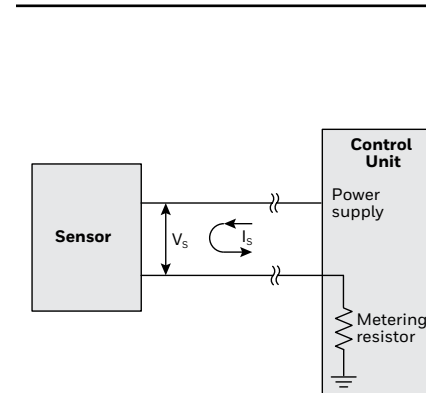 Control
Unit
Power
supply
Sensor
VS
IS
Metering
resistor